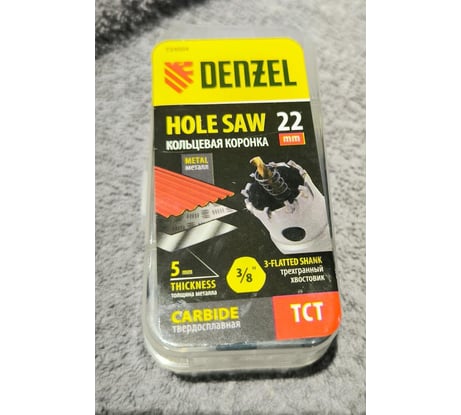 DENZEL
HOLE SAW 22
mm
КОЛЬЦЕВАЯ КОРОНКА
METAL
металл
5 mm
THICKNESS
толщина металла
3/8"
3-FLATTED SHANK
трехгранный
хвостовик
CARBIDE
твердосплавная
TCT